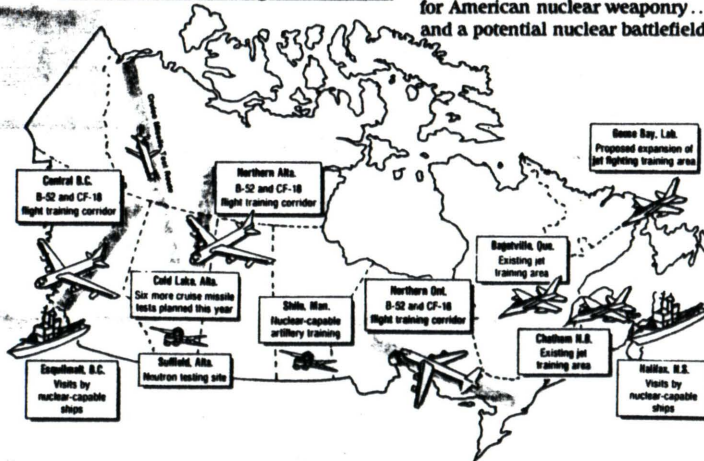 for American nuclear weaponry ...
and a potential nuclear battlefield
Goose Bay, Lab.
Proposed expansion of
jet fighting training area
Central B.C.
B-52 and CF-18
flight training corridor
Northern Alta.
B-52 and CF-18
flight training corridor
Bagotville, Que.
Existing jet
training area
Cold Lake, Alta.
Six more cruise missile
tests planned this year
Shilo, Man.
Nuclear-capable
artillery training
Northern Ont.
B-52 and CF-18
flight training corridor
Suffield, Alta.
Neutron testing site
Chatham N.B.
Existing jet
training area
Esquimalt, B.C.
Visits by
nuclear-capable
ships
Halifax, N.S.
Visits by
nuclear-capable
ships